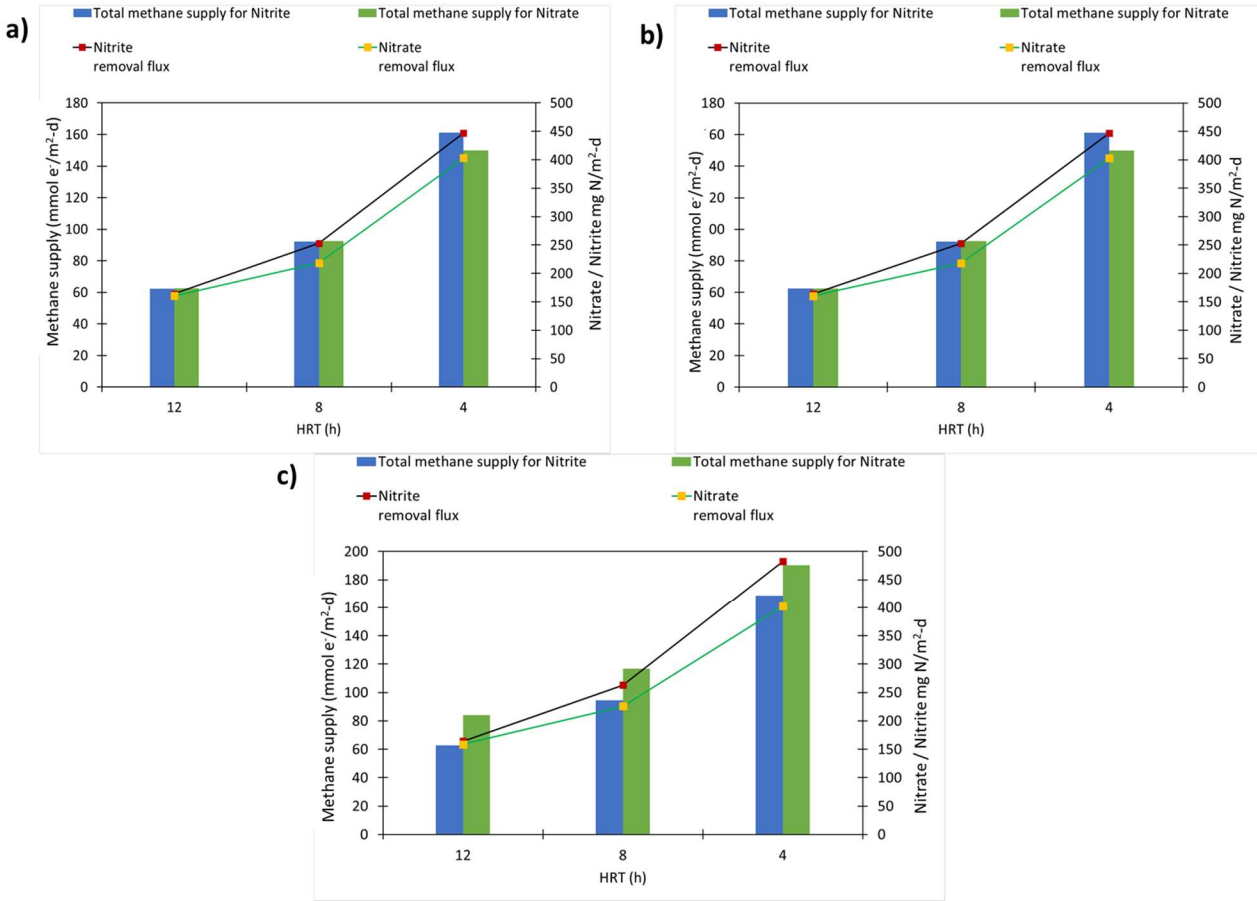 a)
Total methane supply for Nitrite
Total methane supply for Nitrate
Nitrite
removal flux
Nitrate
removal flux
Methane supply (mmol e⁻/m²-d)
180
160
140
120
100
80
60
40
20
0
500
450
400
350
300
250
200
150
100
50
0
Nitrate / Nitrite mg N/m²-d
12
8
4
HRT (h)
b)
Total methane supply for Nitrite
Total methane supply for Nitrate
Nitrite
removal flux
Nitrate
removal flux
Methane supply (mmol e⁻/m²-d)
180
60
40
20
00
80
60
40
20
0
500
450
400
350
300
250
200
150
100
50
0
Nitrate / Nitrite mg N/m²-d
12
8
4
HRT (h)
c)
Total methane supply for Nitrite
Total methane supply for Nitrate
Nitrite
removal flux
Nitrate
removal flux
Methane supply (mmol e⁻/m²-d)
200
180
160
140
120
100
80
60
40
20
0
500
450
400
350
300
250
200
150
100
50
0
Nitrate / Nitrite mg N/m²-d
12
8
4
HRT (h)